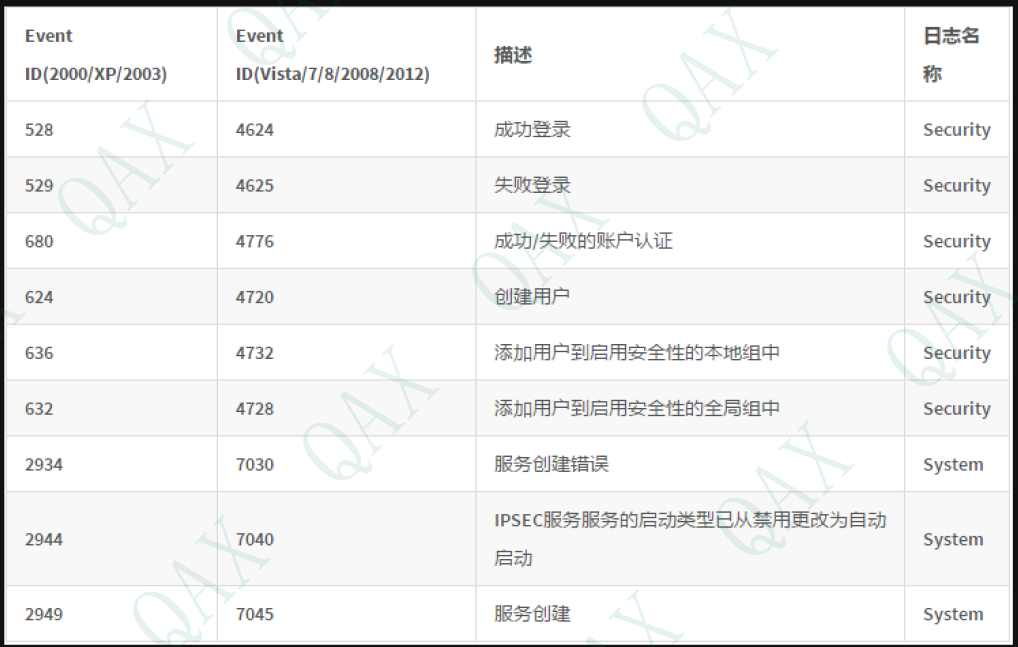 Event
ID(2000/XP/2003)
Event
ID(Vista/7/8/2008/2012)
描述
日志名
称
528 4624 成功登录 Security
529 4625 失败登录 Security
680 4776 成功/失败的账户认证 Security
624 4720 创建用户 Security
636 4732 添加用户到启用安全性的本地组中 Security
632 4728 添加用户到启用安全性的全局组中 Security
2934 7030 服务创建错误 System
2944 7040 IPSEC服务服务的启动类型已从禁用更改为自动
启动 System
2949 7045 服务创建 System
QAX
QAX
QAX
QAX
QAX
QAX
QAX
QAX